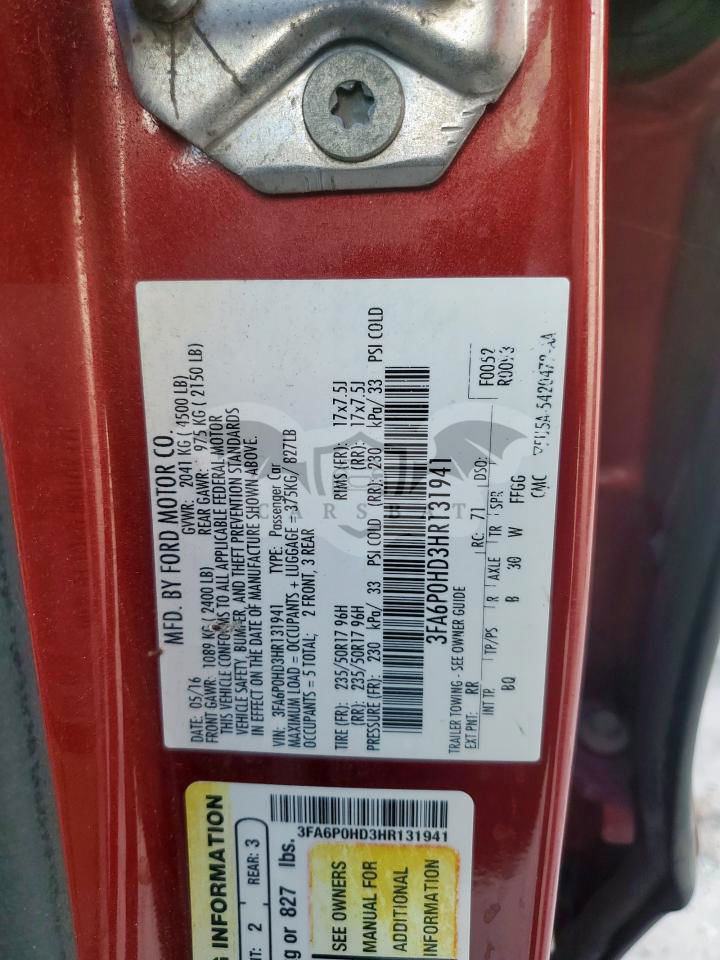 MFD. BY FORD MOTOR CO.
DATE: 05/16 GVWR: 2041 KG ( 4500 LB)
FRONT GAWR: 1089 KG ( 2400 LB) REAR GAWR: 975 KG ( 2150 LB)
THIS VEHICLE CONFORMS TO ALL APPLICABLE FEDERAL MOTOR
VEHICLE SAFETY, BUMPER, AND THEFT PREVENTION STANDARDS
IN EFFECT ON THE DATE OF MANUFACTURE SHOWN ABOVE.
VIN: 3FA6P0HD3HR131941 TYPE: Passenger Car
MAXIMUM LOAD = OCCUPANTS + LUGGAGE = 375KG/ 827LB
OCCUPANTS = 5 TOTAL; 2 FRONT, 3 REAR
TIRE (FR): 235/50R17 96H RIMS (FR): 17x7.5J
(RR): 235/50R17 96H (RR): 17x7.5J
PRESSURE (FR): 230 kPa/ 33 PSI COLD (RR): 230 kPa/ 33 PSI COLD
3FA6P0HD3HR131941
TRAILER TOWING - SEE OWNER GUIDE
EXT PNT: RR RC: 71 DSO: F0052
INT TR TP/PS R AXLE TR SPR
BQ B 30 W FFGG
CMC
CARSBIT
3FA6P0HD3HR131941
INFORMATION
2 REAR: 3
or 827 lbs.
SEE OWNERS
MANUAL FOR
ADDITIONAL
INFORMATION